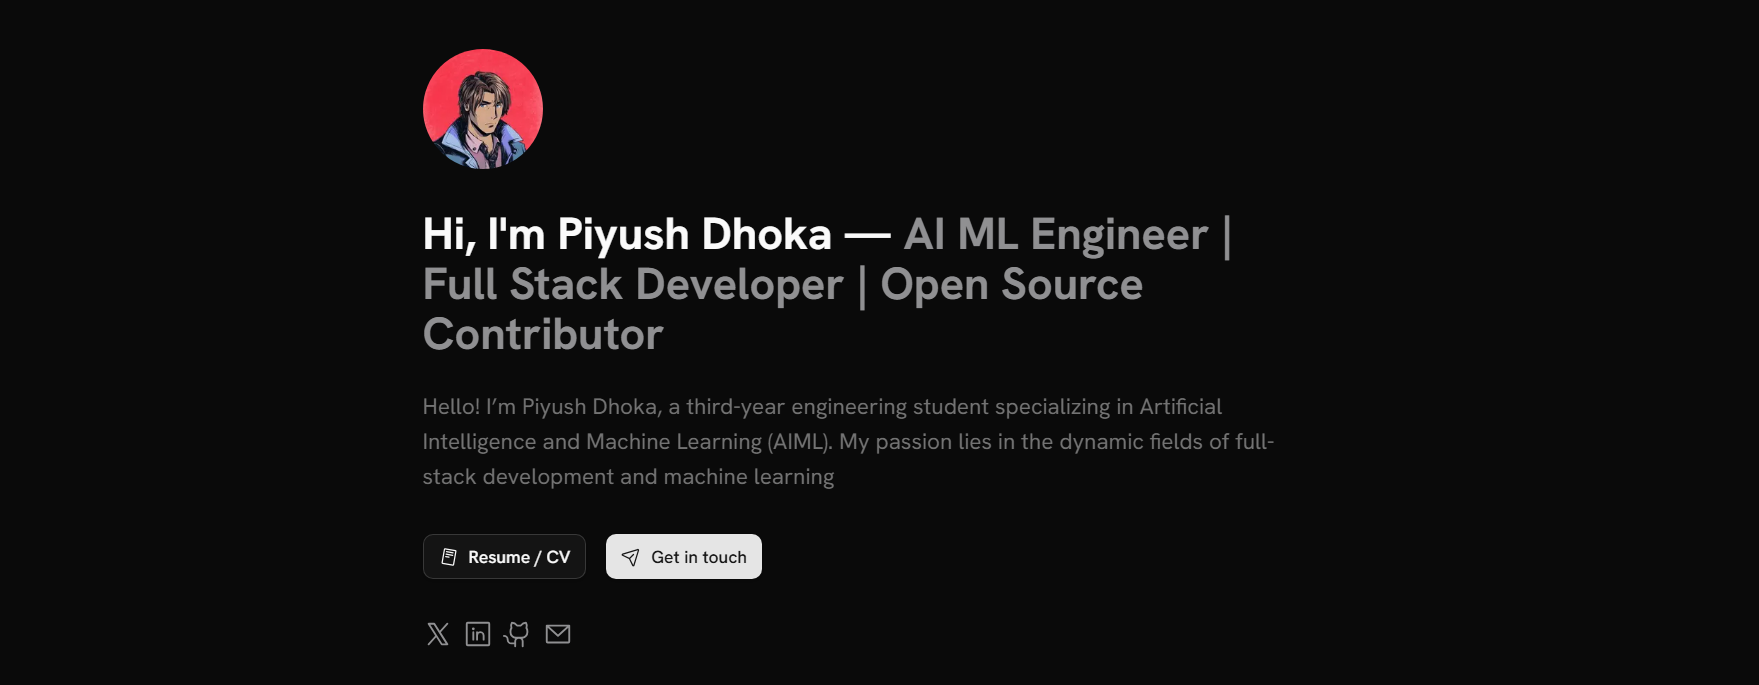 Hi, I'm Piyush Dhoka — AI ML Engineer |
Full Stack Developer | Open Source
Contributor
Hello! I’m Piyush Dhoka, a third-year engineering student specializing in Artificial
Intelligence and Machine Learning (AIML). My passion lies in the dynamic fields of full-
stack development and machine learning
Resume / CV
Get in touch